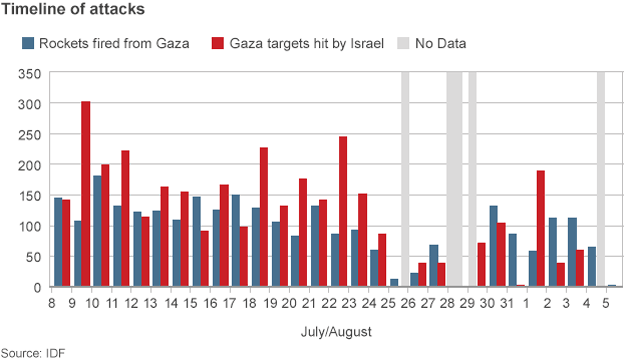 Timeline of attacks
Rockets fired from Gaza Gaza targets hit by Israel No Data
350
300
250
200
150
100
50
0
8 9 10 11 12 13 14 15 16 17 18 19 20 21 22 23 24 25 26 27 28 29 30 31 1 2 3 4 5
July/August
Source: IDF